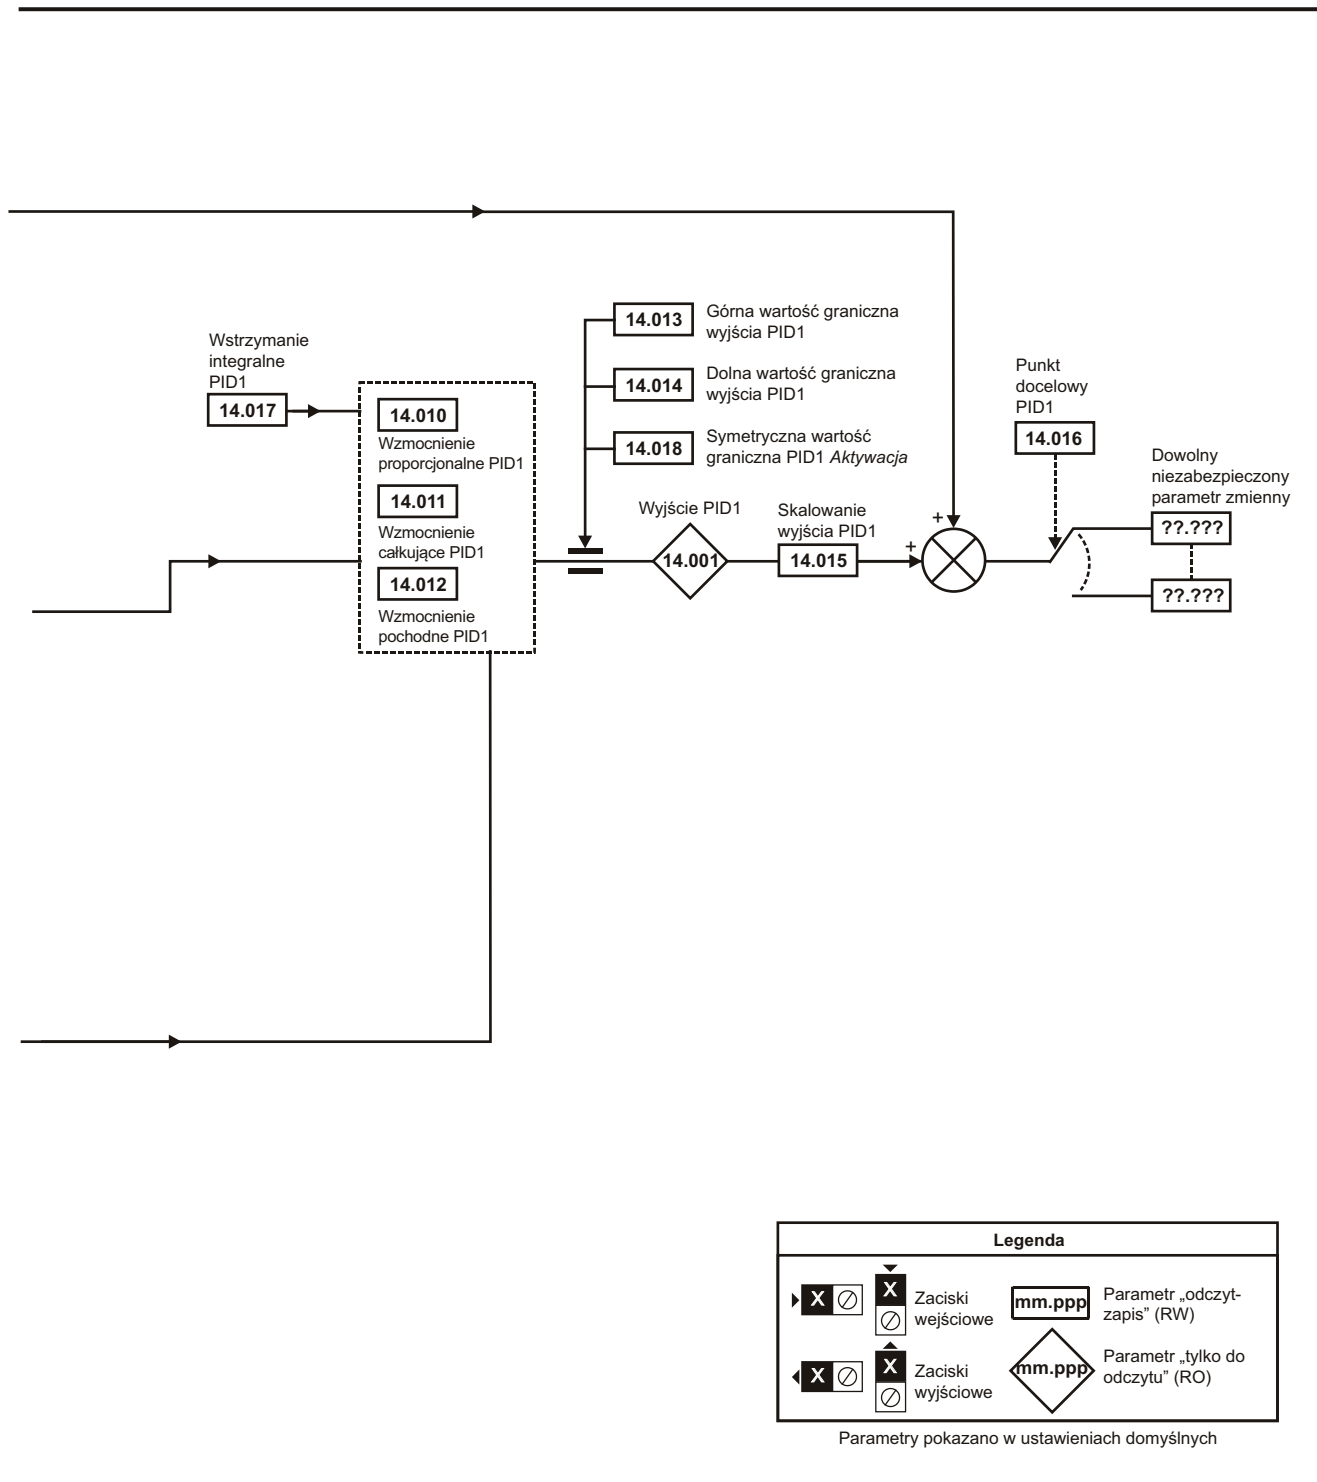 Wstrzymanie
integralne
PID1
14.017
14.010
Wzmocnienie
proporcjonalne PID1
14.011
Wzmocnienie
całkujące PID1
14.012
Wzmocnienie
pochodne PID1
14.013
Górna wartość graniczna
wyjścia PID1
14.014
Dolna wartość graniczna
wyjścia PID1
14.018
Symetryczna wartość
graniczna PID1 Aktywacja
Wyjście PID1
14.001
Skalowanie
wyjścia PID1
14.015
+
+
Punkt
docelowy
PID1
14.016
Dowolny
niezabezpieczony
parametr zmienny
??.???
??.???
Legenda
X
X
Zaciski
wejściowe
mm.ppp
Parametr „odczyt-
zapis” (RW)
X
X
Zaciski
wyjściowe
mm.ppp
Parametr „tylko do
odczytu” (RO)
Parametry pokazano w ustawieniach domyślnych